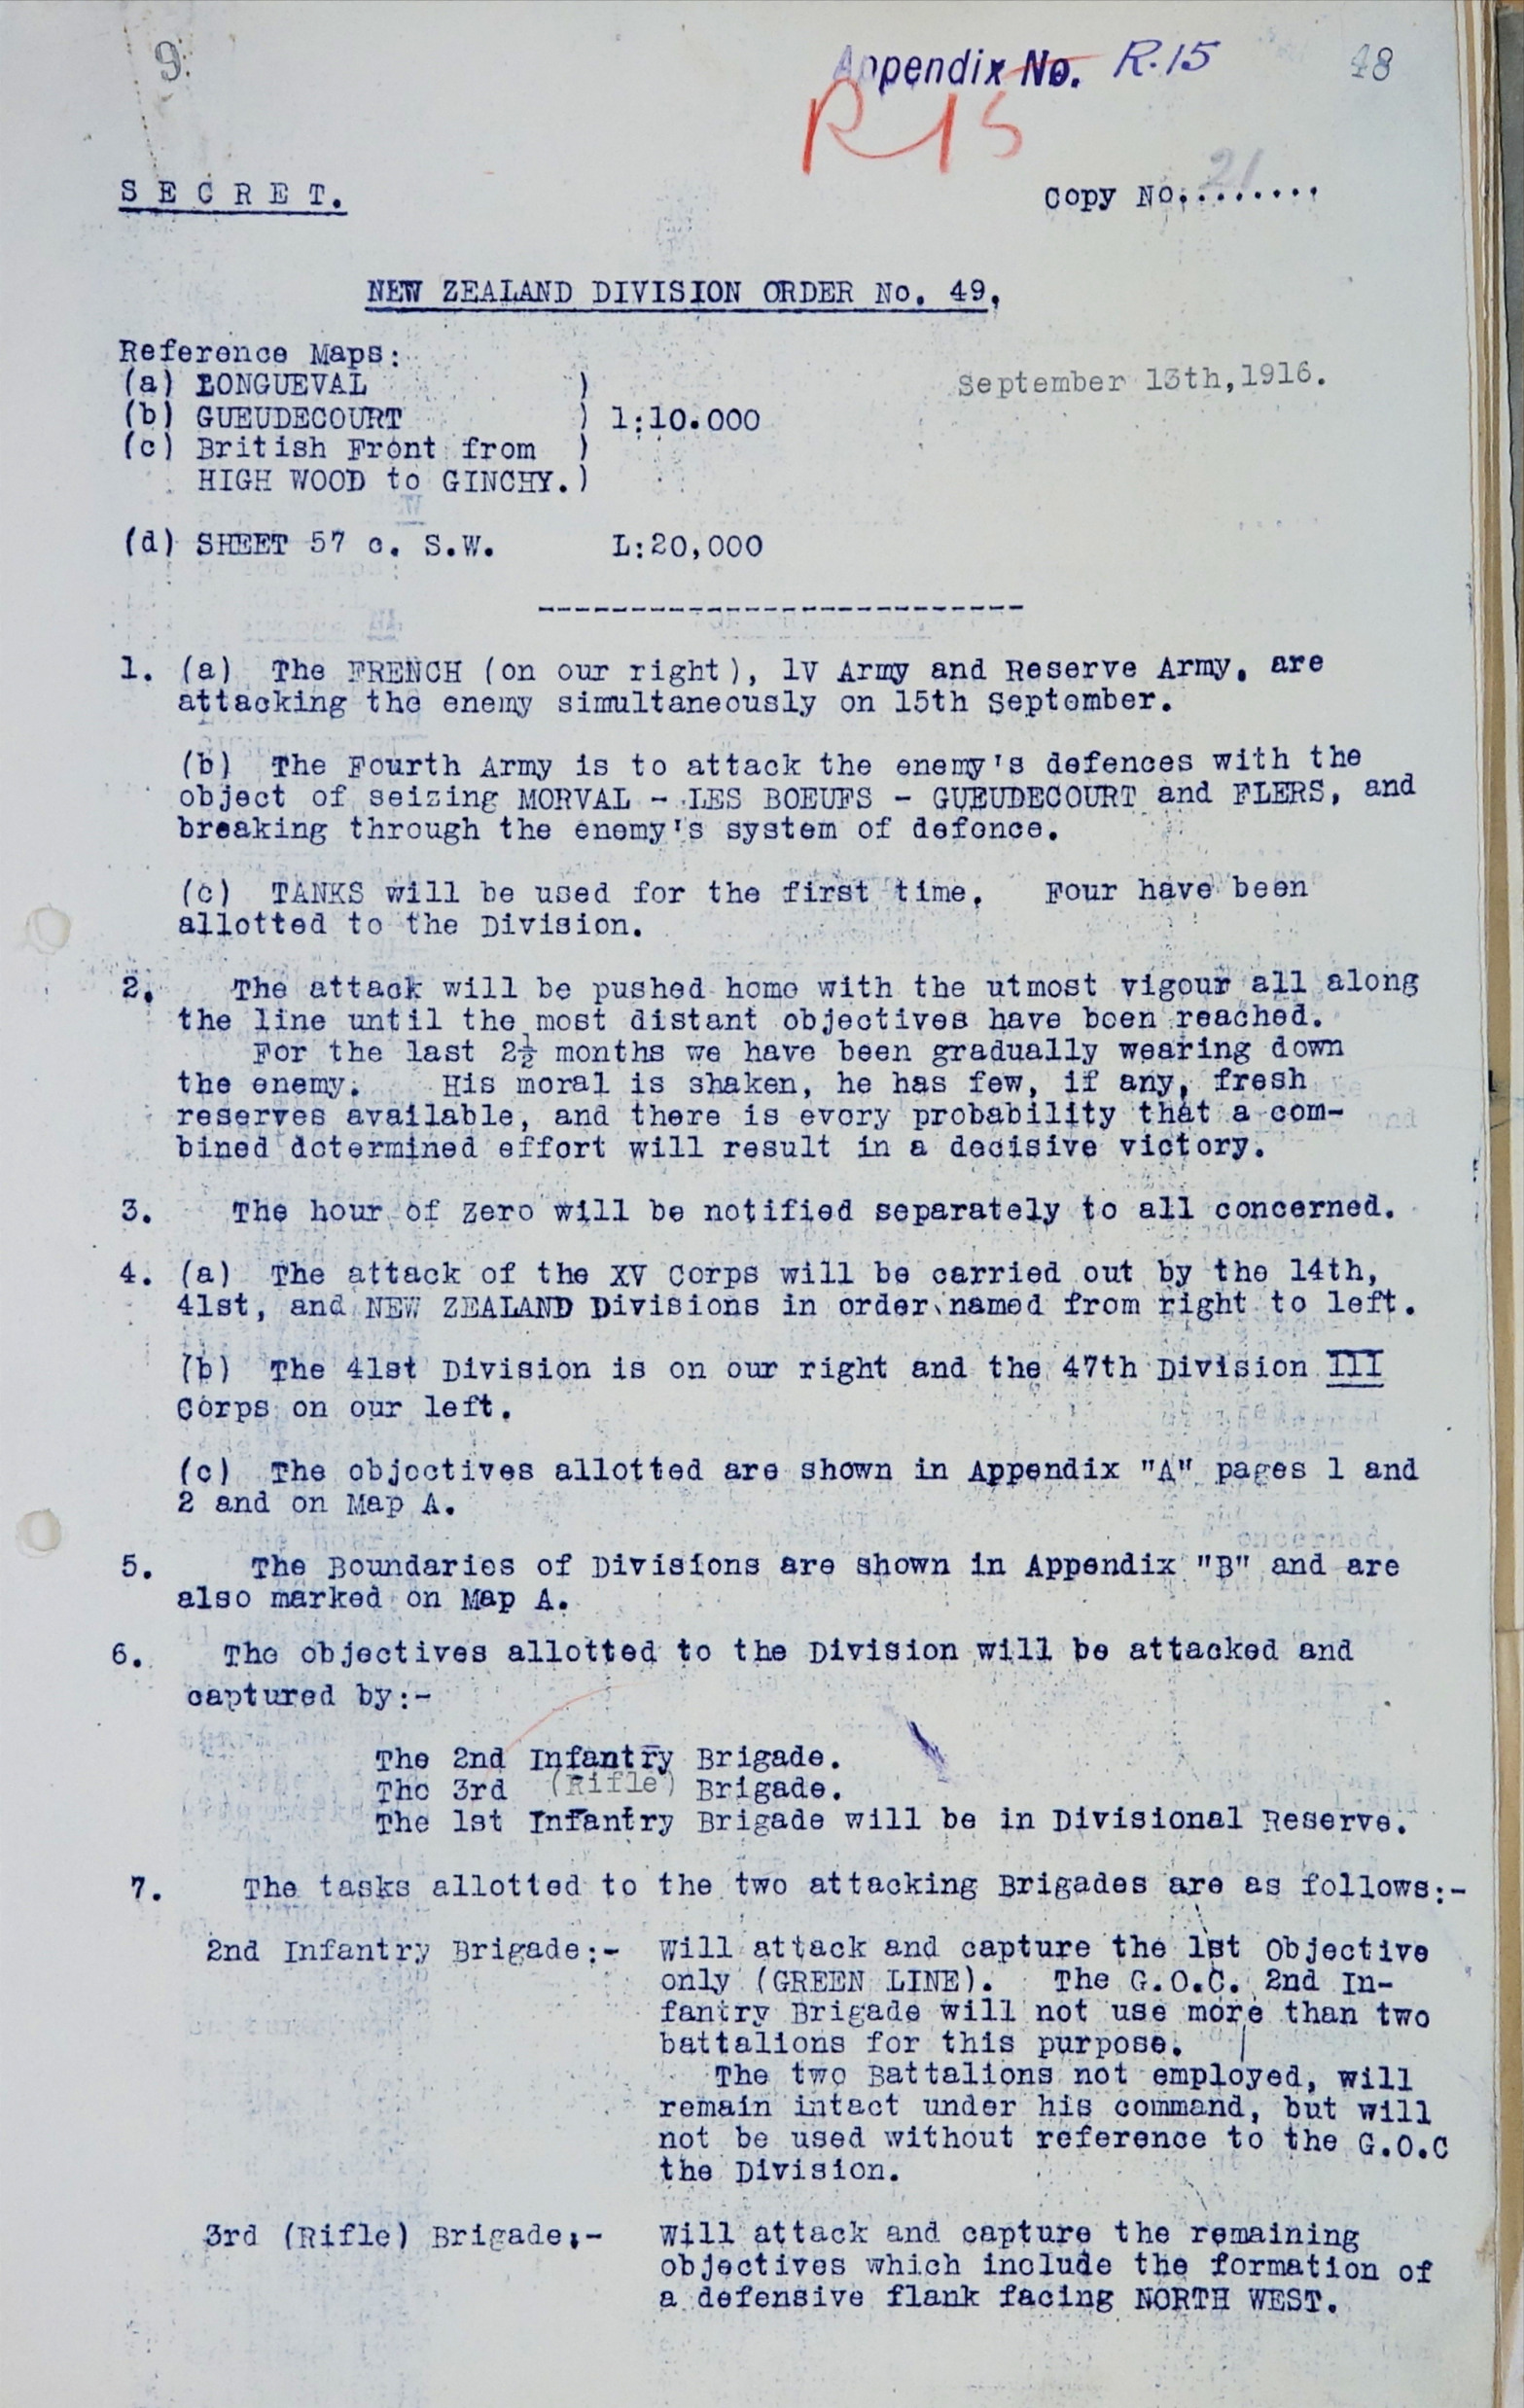 9.
Appendix No. R.15
48
R 15
S E C R E T.
Copy No. 21........
NEW ZEALAND DIVISION ORDER No. 49.
Reference Maps:
September 13th, 1916.
(a) LONGUEVAL )
(b) GUEUDECOURT ) 1:10.000
(c) British Front from )
HIGH WOOD to GINCHY. )
(d) SHEET 57 c. S.W. L:20,000
--------------------------
1. (a) The FRENCH (on our right), 1V Army and Reserve Army, are
attacking the enemy simultaneously on 15th September.
(b) The Fourth Army is to attack the enemy's defences with the
object of seizing MORVAL - LES BOEUFS - GUEUDECOURT and FLERS, and
breaking through the enemy's system of defence.
(c) TANKS will be used for the first time. Four have been
allotted to the Division.
2. The attack will be pushed home with the utmost vigour all along
the line until the most distant objectives have been reached.
For the last 2½ months we have been gradually wearing down
the enemy. His moral is shaken, he has few, if any, fresh
reserves available, and there is every probability that a com-
bined determined effort will result in a decisive victory.
3. The hour of Zero will be notified separately to all concerned.
4. (a) The attack of the XV Corps will be carried out by the 14th,
41st, and NEW ZEALAND Divisions in order named from right to left.
(b) The 41st Division is on our right and the 47th Division III
Corps on our left.
(c) The objectives allotted are shown in Appendix "A" pages 1 and
2 and on Map A.
5. The Boundaries of Divisions are shown in Appendix "B" and are
also marked on Map A.
6. The objectives allotted to the Division will be attacked and
captured by:-
The 2nd Infantry Brigade.
The 3rd (Rifle) Brigade.
The 1st Infantry Brigade will be in Divisional Reserve.
7. The tasks allotted to the two attacking Brigades are as follows:-
2nd Infantry Brigade:- Will attack and capture the 1st Objective
only (GREEN LINE). The G.O.C. 2nd In-
fantry Brigade will not use more than two
battalions for this purpose.
The two Battalions not employed, will
remain intact under his command, but will
not be used without reference to the G.O.C
the Division.
3rd (Rifle) Brigade:- Will attack and capture the remaining
objectives which include the formation of
a defensive flank facing NORTH WEST.